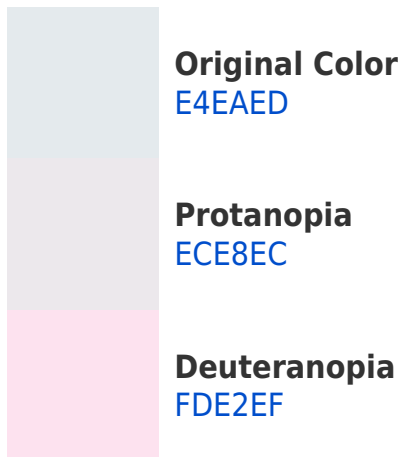 Original Color
E4EAED
Protanopia
ECE8EC
Deuteranopia
FDE2EF